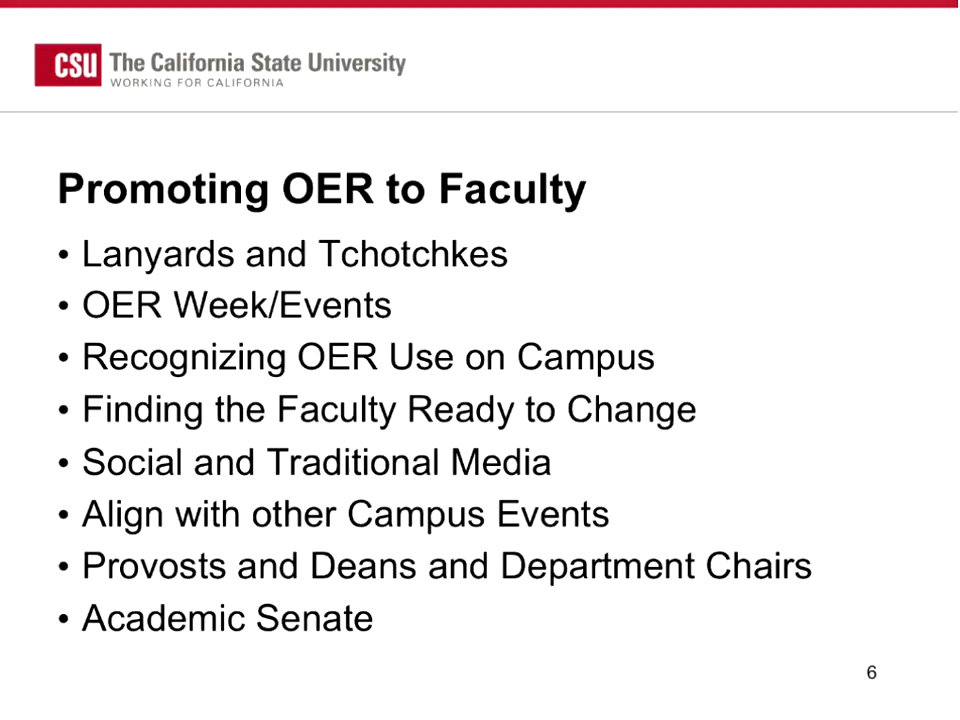 CSU The California State University
WORKING FOR CALIFORNIA
Promoting OER to Faculty
• Lanyards and Tchotchkes
• OER Week/Events
• Recognizing OER Use on Campus
• Finding the Faculty Ready to Change
• Social and Traditional Media
• Align with other Campus Events
• Provosts and Deans and Department Chairs
• Academic Senate
6